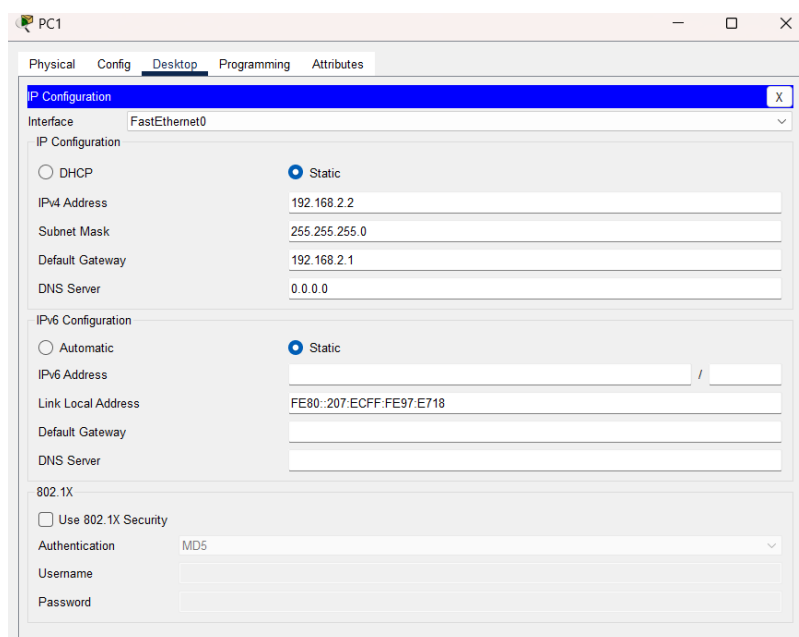 PC1
Physical Config Desktop Programming Attributes
IP Configuration X
Interface FastEthernet0
IP Configuration
DHCP Static
IPv4 Address 192.168.2.2
Subnet Mask 255.255.255.0
Default Gateway 192.168.2.1
DNS Server 0.0.0.0
IPv6 Configuration
Automatic Static
IPv6 Address /
Link Local Address FE80::207:ECFF:FE97:E718
Default Gateway
DNS Server
802.1X
Use 802.1X Security
Authentication MD5
Username
Password